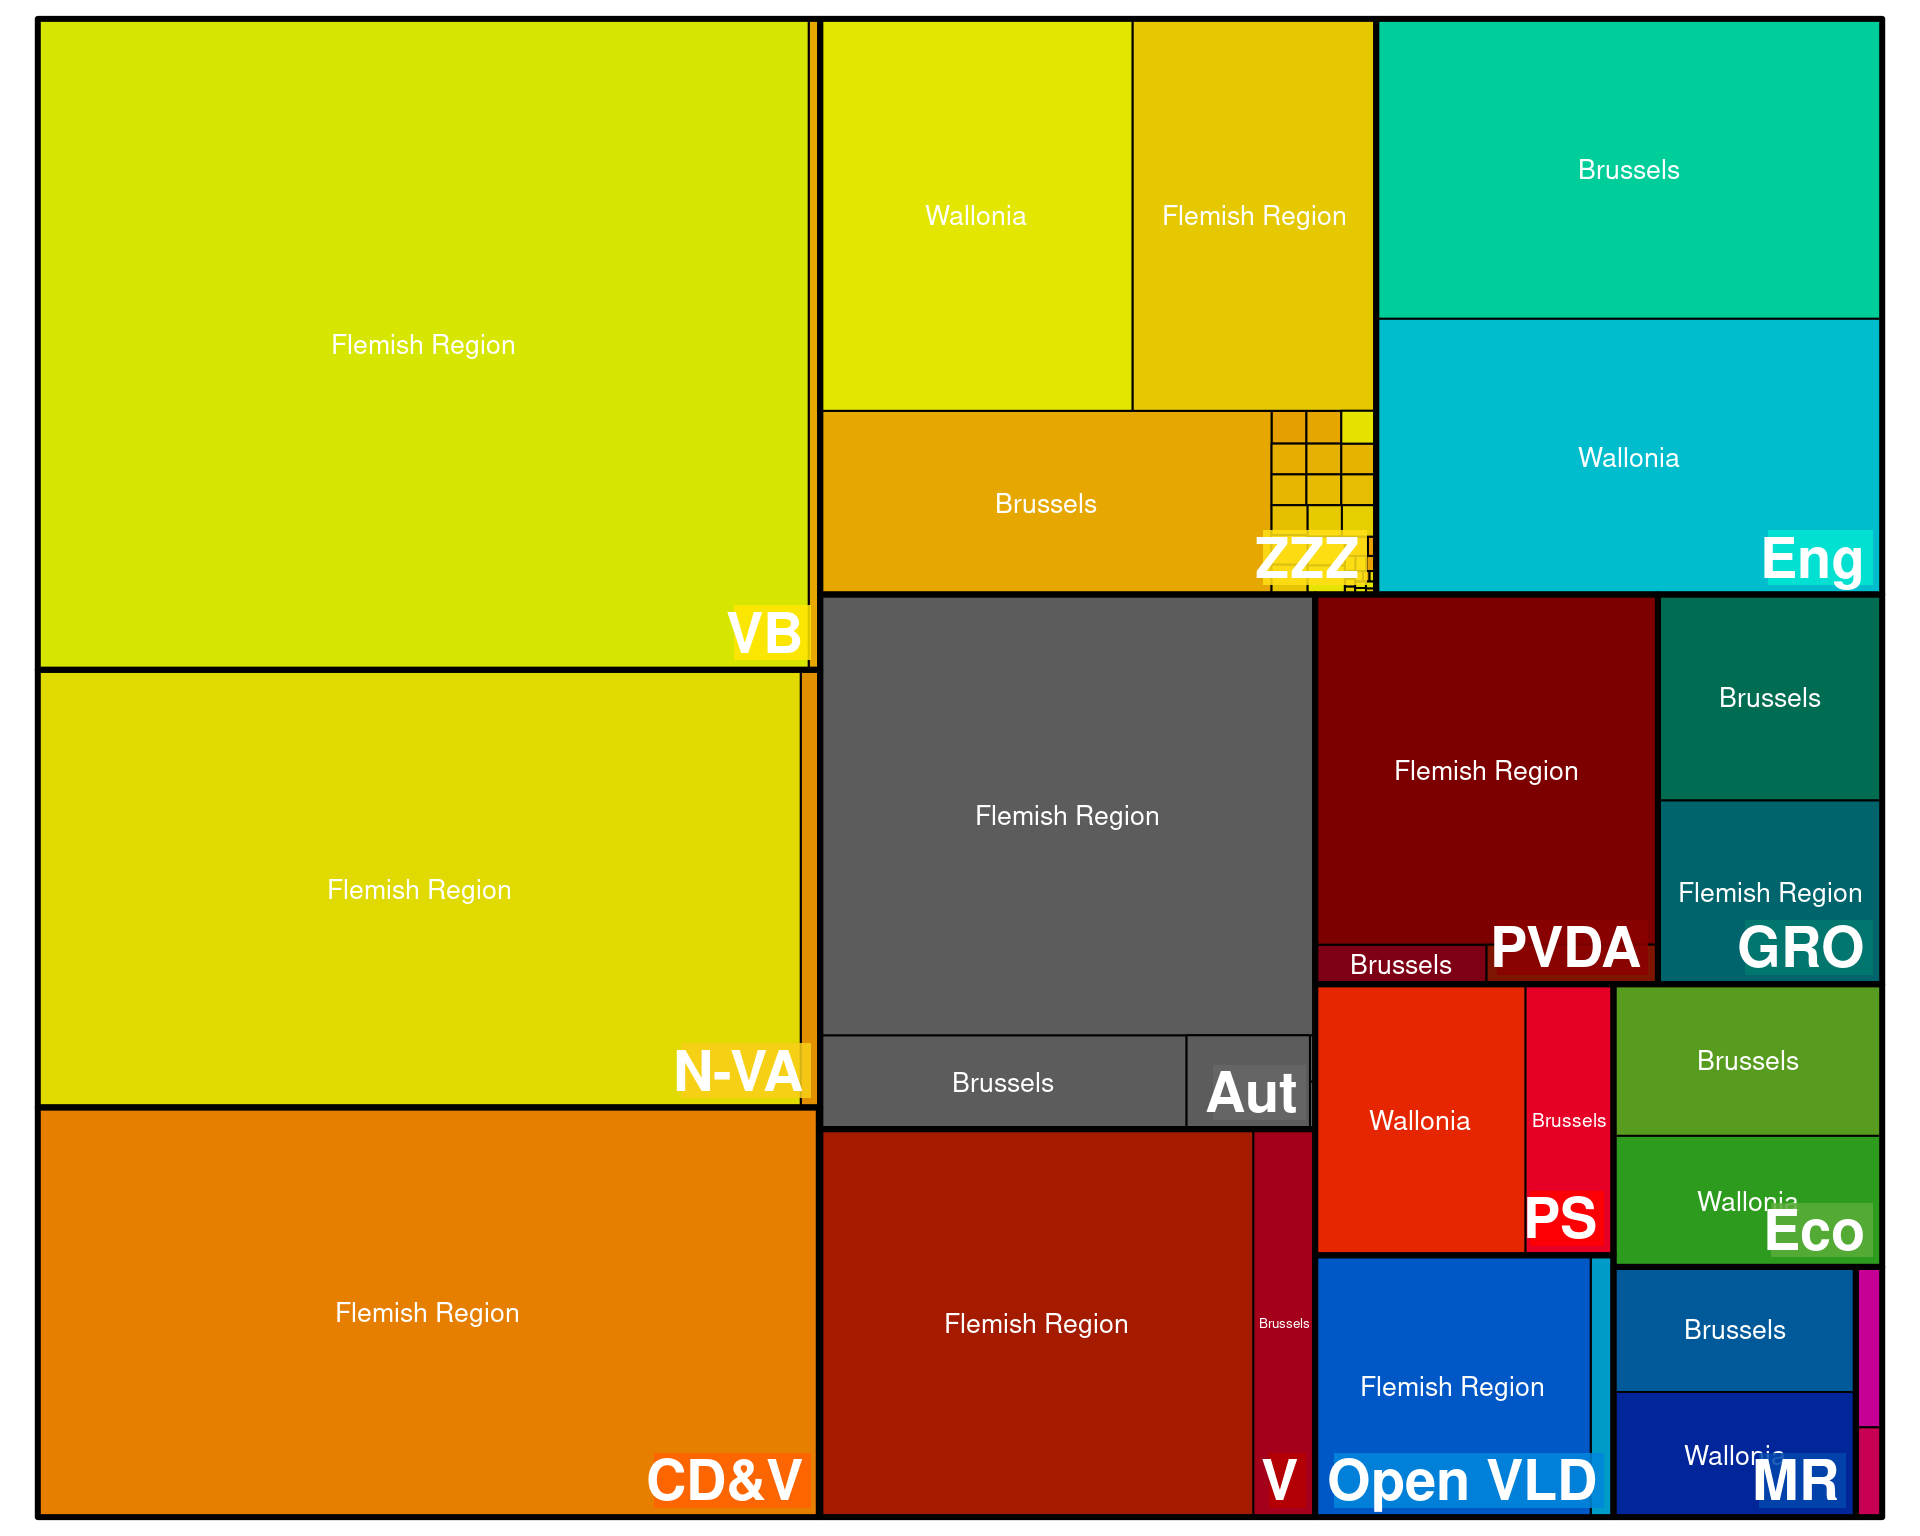 Flemish Region
VB
Flemish Region
N-VA
Flemish Region
CD&V
Wallonia
Flemish Region
Brussels
ZZZ
Brussels
Wallonia
Eng
Flemish Region
Brussels
Aut
Flemish Region
Brussels
V
Flemish Region
Brussels
PVDA
Brussels
Flemish Region
GRO
Wallonia
Brussels
PS
Brussels
Wallonia
Eco
Flemish Region
Open VLD
Brussels
Wallonia
MR